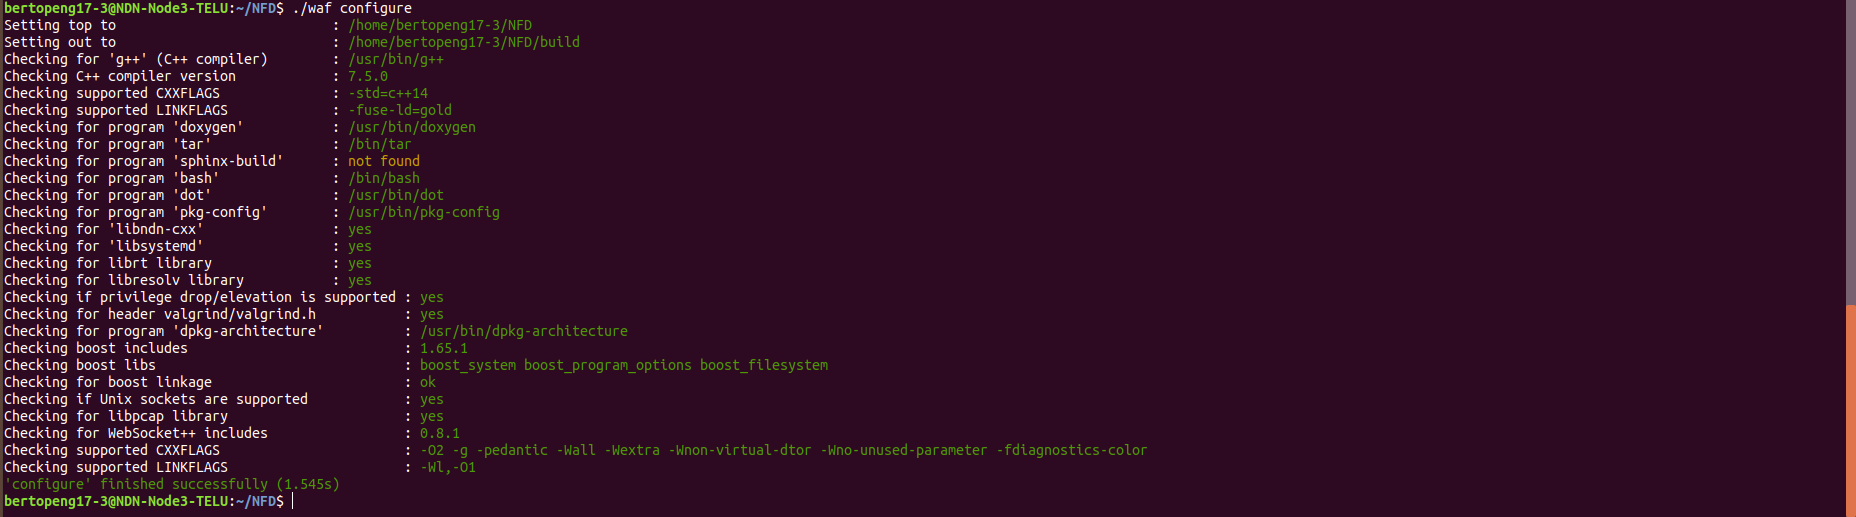 bertopeng17-3@NDN-Node3-TELU:~/NFD$ ./waf configure
Setting top to : /home/bertopeng17-3/NFD
Setting out to : /home/bertopeng17-3/NFD/build
Checking for 'g++' (C++ compiler) : /usr/bin/g++
Checking C++ compiler version : 7.5.0
Checking supported CXXFLAGS : -std=c++14
Checking supported LINKFLAGS : -fuse-ld=gold
Checking for program 'doxygen' : /usr/bin/doxygen
Checking for program 'tar' : /bin/tar
Checking for program 'sphinx-build' : not found
Checking for program 'bash' : /bin/bash
Checking for program 'dot' : /usr/bin/dot
Checking for program 'pkg-config' : /usr/bin/pkg-config
Checking for 'libndn-cxx' : yes
Checking for 'libsystemd' : yes
Checking for librt library : yes
Checking for libresolv library : yes
Checking if privilege drop/elevation is supported : yes
Checking for header valgrind/valgrind.h : yes
Checking for program 'dpkg-architecture' : /usr/bin/dpkg-architecture
Checking boost includes : 1.65.1
Checking boost libs : boost_system boost_program_options boost_filesystem
Checking for boost linkage : ok
Checking if Unix sockets are supported : yes
Checking for libpcap library : yes
Checking for WebSocket++ includes : 0.8.1
Checking supported CXXFLAGS : -O2 -g -pedantic -Wall -Wextra -Wnon-virtual-dtor -Wno-unused-parameter -fdiagnostics-color
Checking supported LINKFLAGS : -Wl,-O1
'configure' finished successfully (1.545s)
bertopeng17-3@NDN-Node3-TELU:~/NFD$